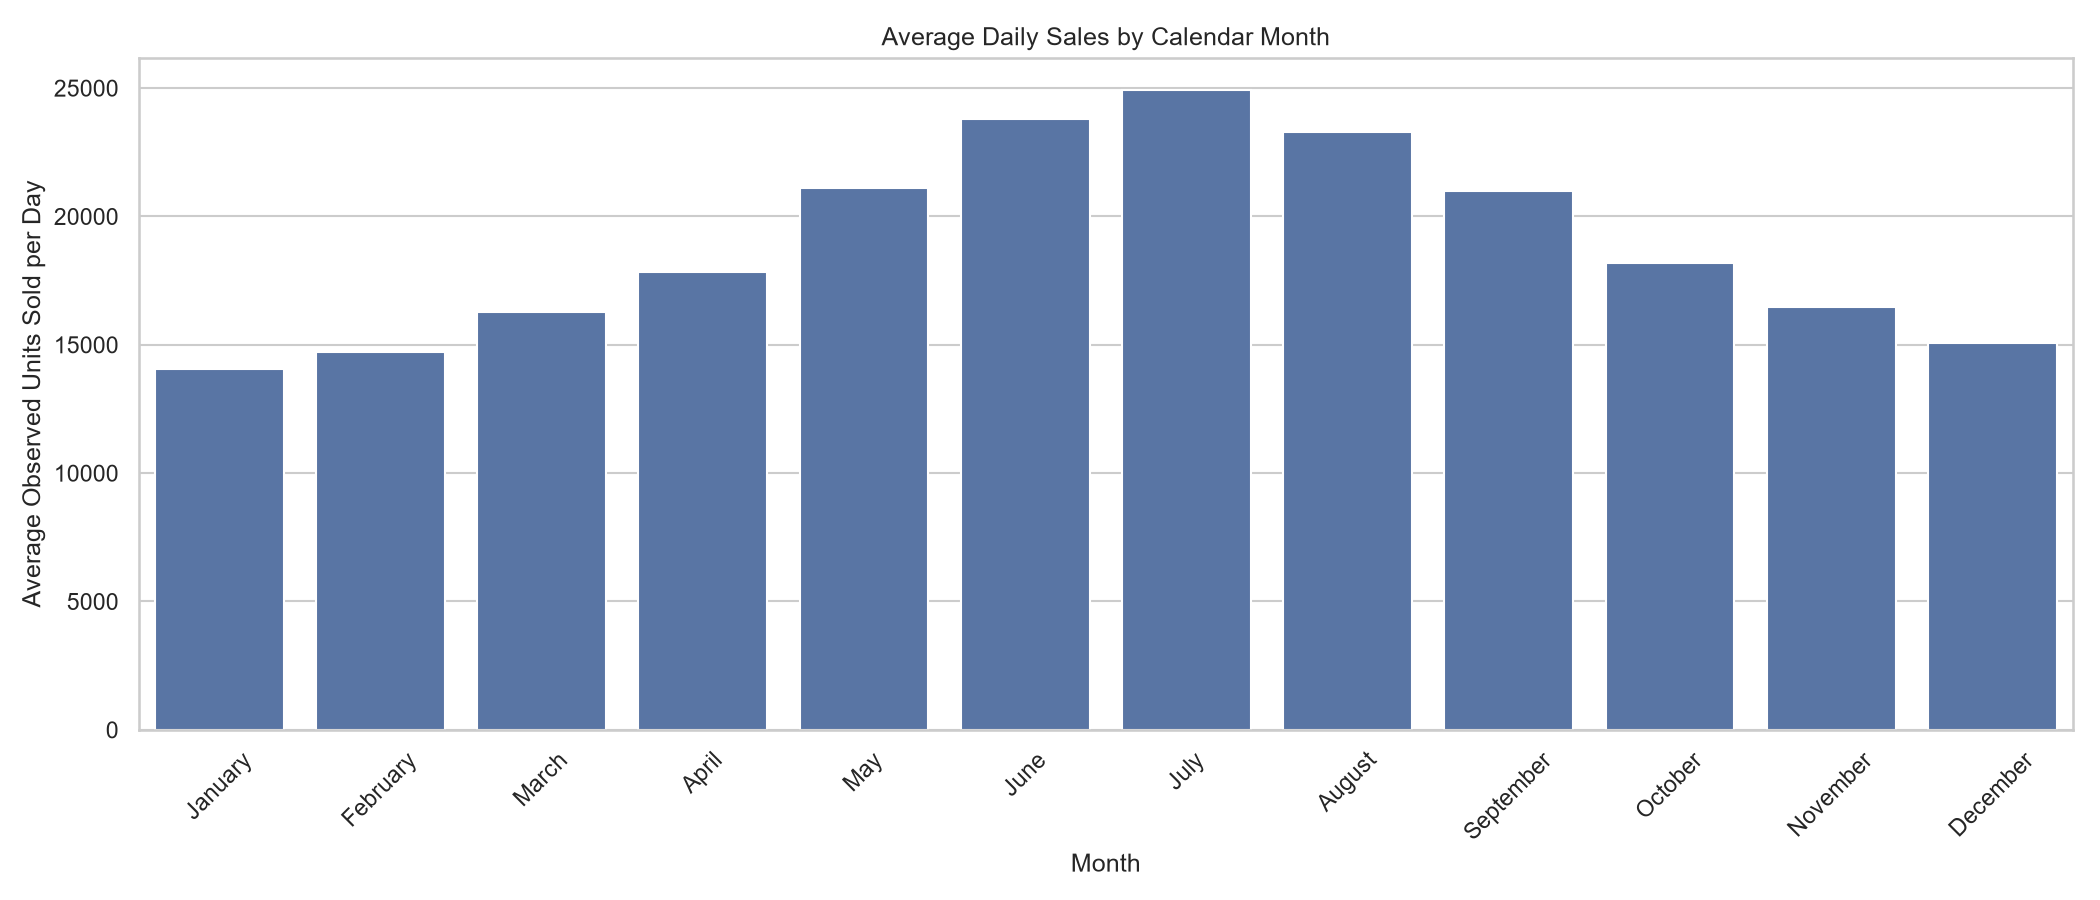 Average Daily Sales by Calendar Month
Average Observed Units Sold per Day
25000
20000
15000
10000
5000
0
January
February
March
April
May
June
July
August
September
October
November
December
Month